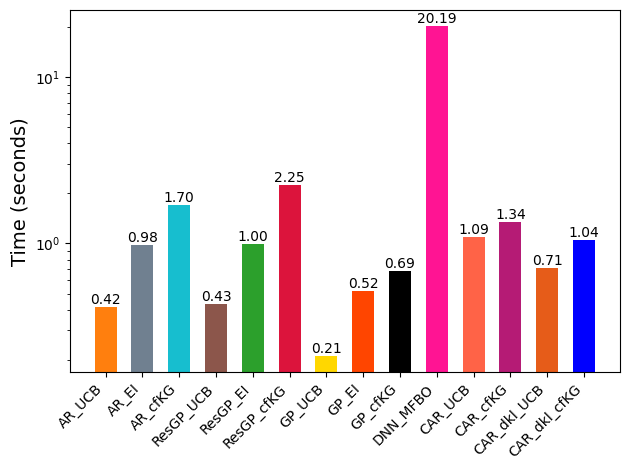 20.19
10¹
2.25
1.70
1.34
1.09
1.04
0.98
1.00
10⁰
0.71
0.69
0.52
0.42
0.43
0.21
Time (seconds)
AR_UCB
AR_EI
AR_cfKG
ResGP_UCB
ResGP_EI
ResGP_cfKG
GP_UCB
GP_EI
GP_cfKG
DNN_MFBO
CAR_UCB
CAR_cfKG
CAR_dkl_UCB
CAR_dkl_cfKG